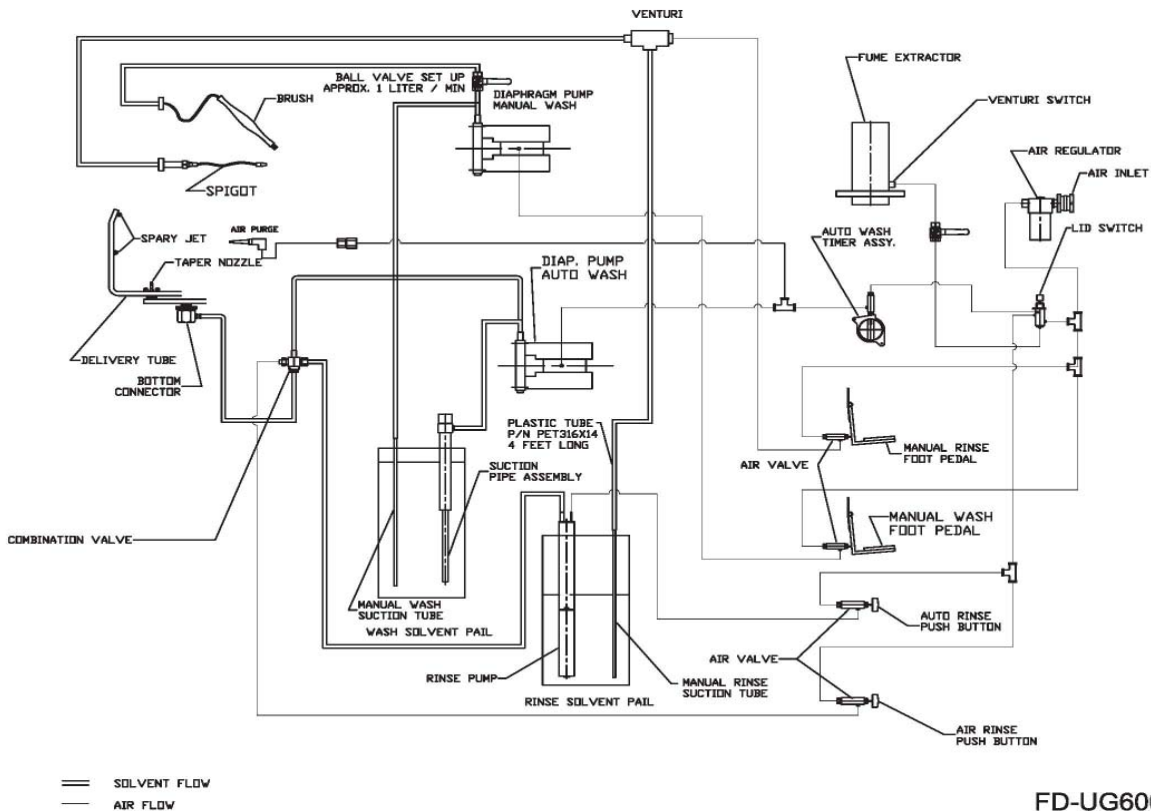 VENTURI
FUME EXTRACTOR
BALL VALVE SET UP
APPROX. 1 LITER / MIN
DIAPHRAGM PUMP
MANUAL WASH
BRUSH
VENTURI SWITCH
AIR REGULATOR
AIR INLET
SPIGOT
SPARY JET
AIR PURGE
LID SWITCH
AUTO WASH
TIMER ASSY.
TAPER NOZZLE
DIAP. PUMP
AUTO WASH
DELIVERY TUBE
BOTTOM
CONNECTOR
PLASTIC TUBE
P/N PET316X14
4 FEET LONG
MANUAL RINSE
FOOT PEDAL
AIR VALVE
SUCTION
PIPE ASSEMBLY
MANUAL WASH
FOOT PEDAL
COMBINATION VALVE
MANUAL WASH
SUCTION TUBE
WASH SOLVENT PAIL
AUTO RINSE
PUSH BUTTON
AIR VALVE
RINSE PUMP
MANUAL RINSE
SUCTION TUBE
RINSE SOLVENT PAIL
AIR RINSE
PUSH BUTTON
SOLVENT FLOW
AIR FLOW